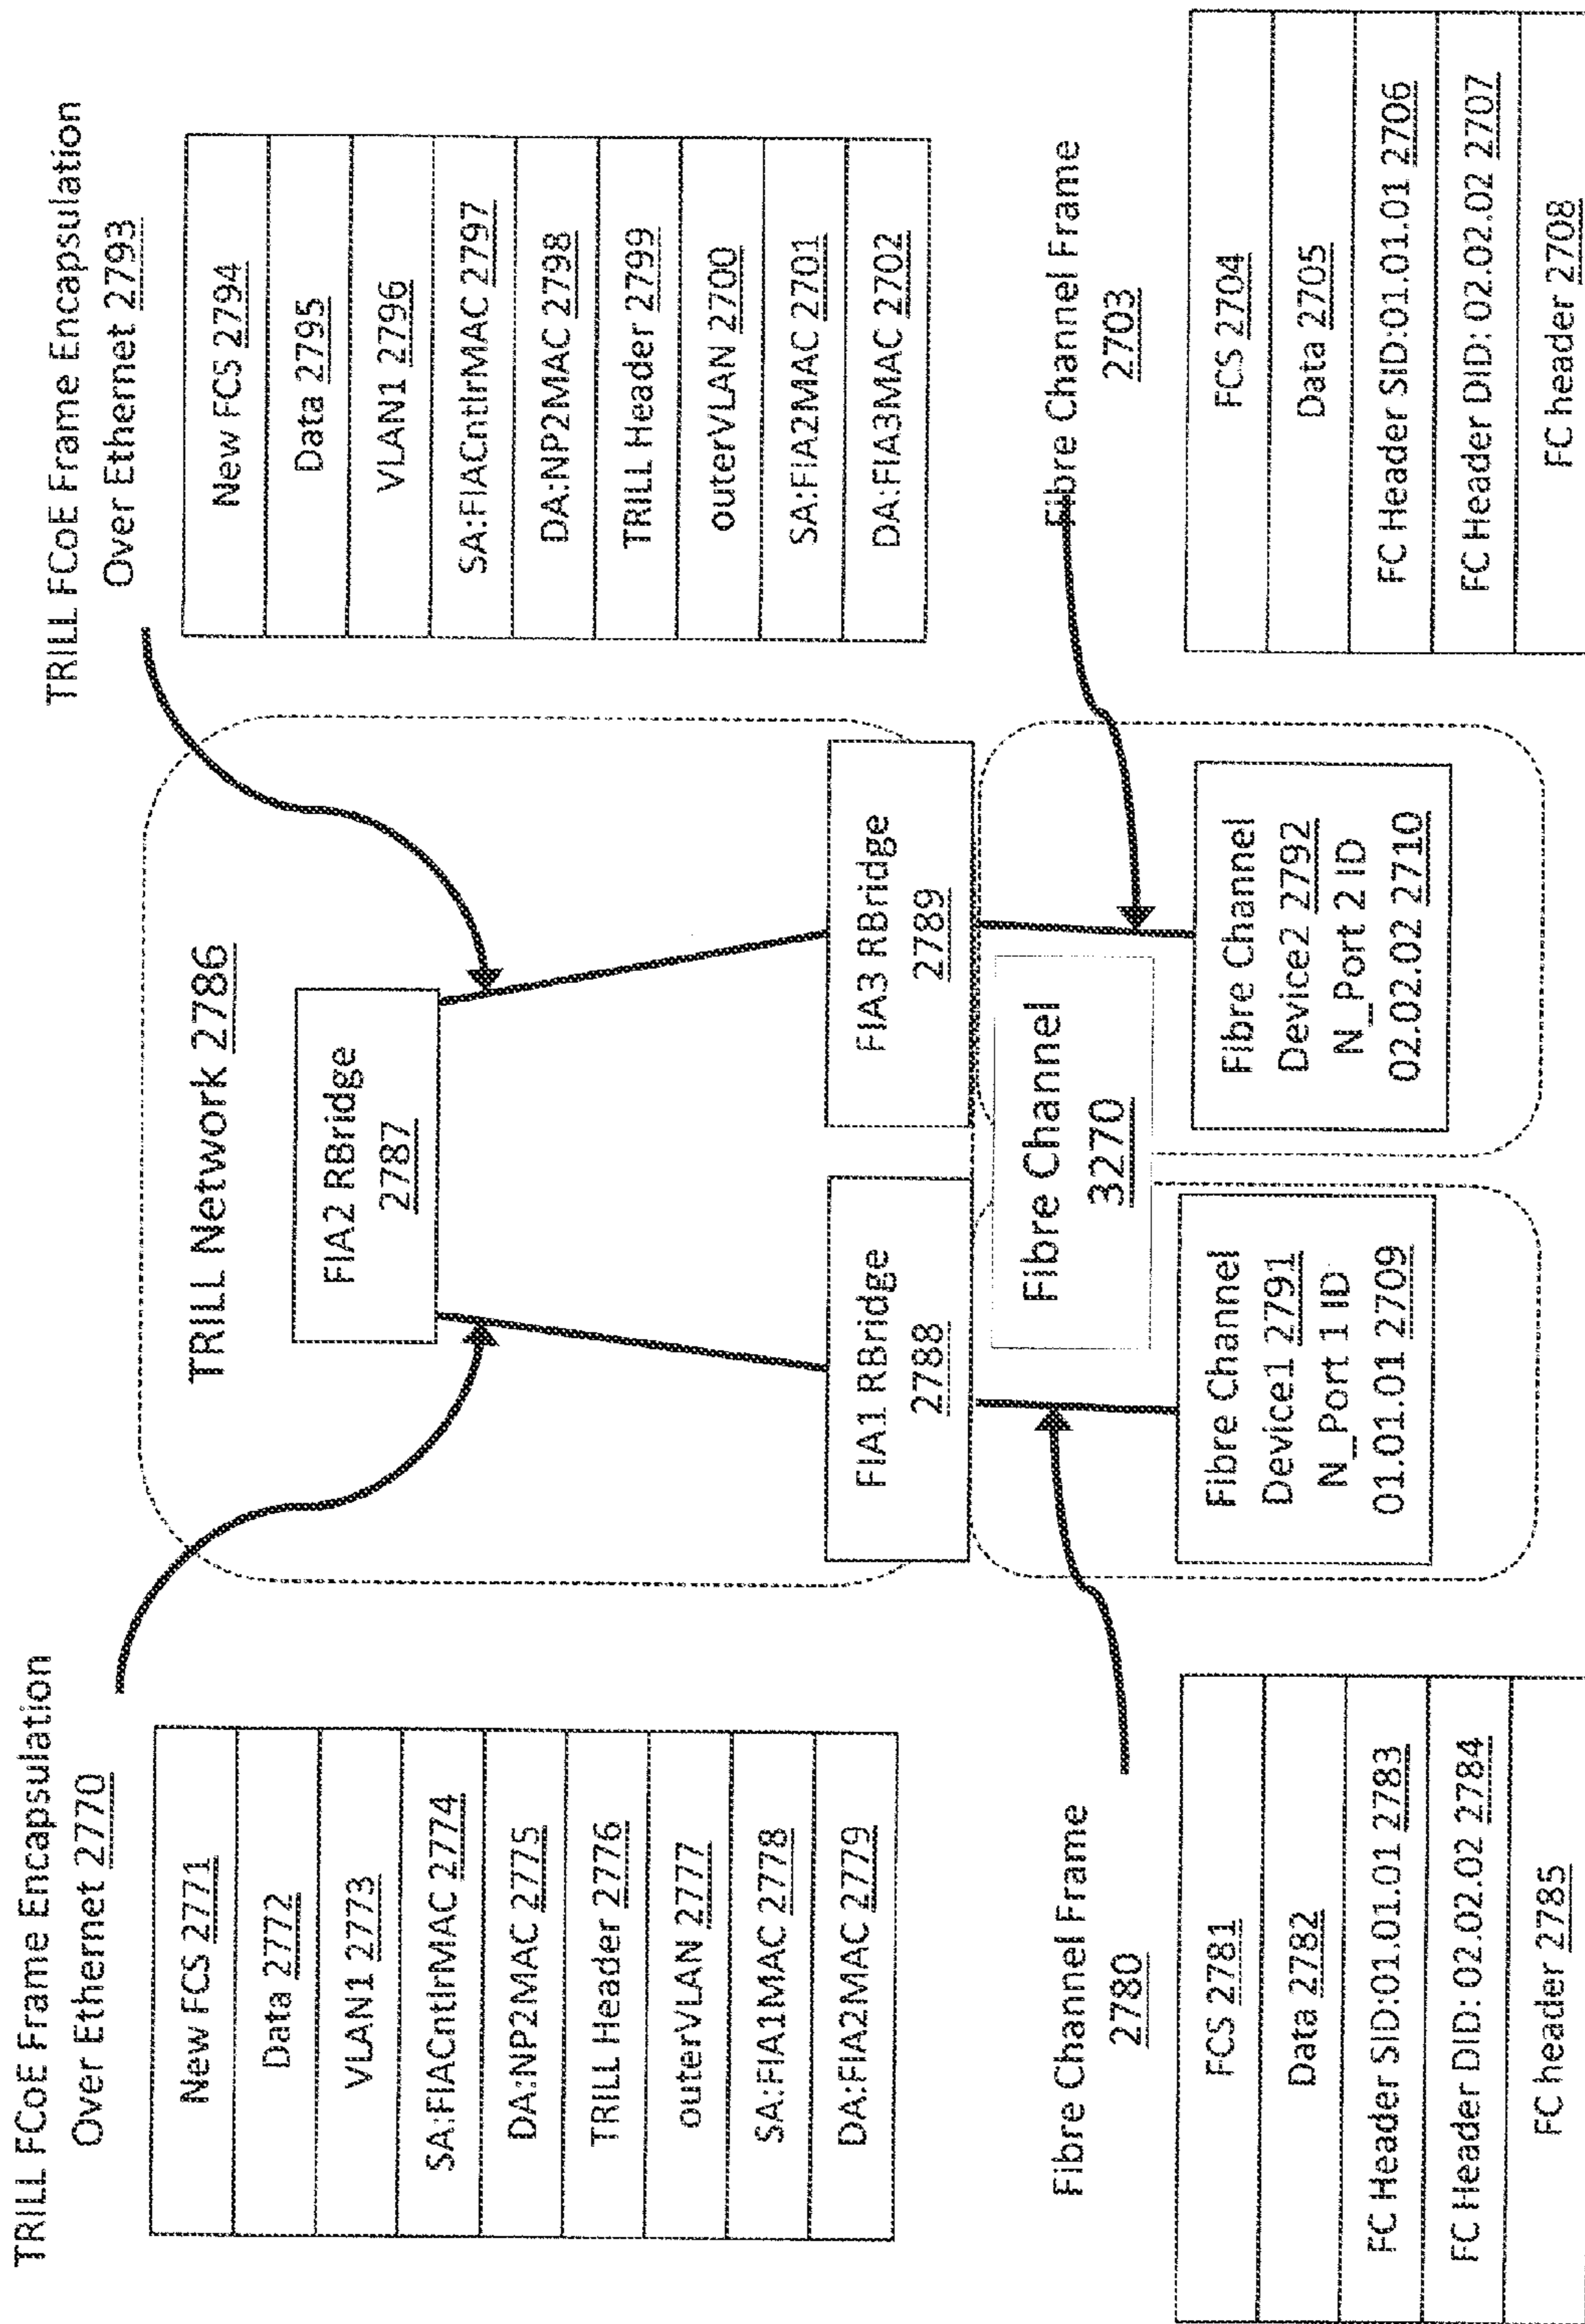 TRILL FCoE Frame Encapsulation
Over Ethernet 2770
New FCS 2771
Data 2772
VLAN1 2773
SA:FIACntlrMAC 2774
DA:NP2MAC 2775
TRILL Header 2776
outerVLAN 2777
SA:FIA1MAC 2778
DA:FIA2MAC 2779
TRILL Network 2786
FIA2 RBridge
2787
FIA1 RBridge
2788
FIA3 RBridge
2789
TRILL FCoE Frame Encapsulation
Over Ethernet 2793
New FCS 2794
Data 2795
VLAN1 2796
SA:FIACntlrMAC 2797
DA:NP2MAC 2798
TRILL Header 2799
outerVLAN 2700
SA:FIA2MAC 2701
DA:FIA3MAC 2702
Fibre Channel Frame
2780
FCS 2781
Data 2782
FC Header SID:01.01.01 2783
FC Header DID: 02.02.02 2784
FC header 2785
Fibre Channel
3270
Fibre Channel
Device1 2791
N_Port 1 ID
01.01.01 2709
Fibre Channel
Device2 2792
N_Port 2 ID
02.02.02 2710
Fibre Channel Frame
2703
FCS 2704
Data 2705
FC Header SID:01.01.01 2706
FC Header DID: 02.02.02 2707
FC header 2708